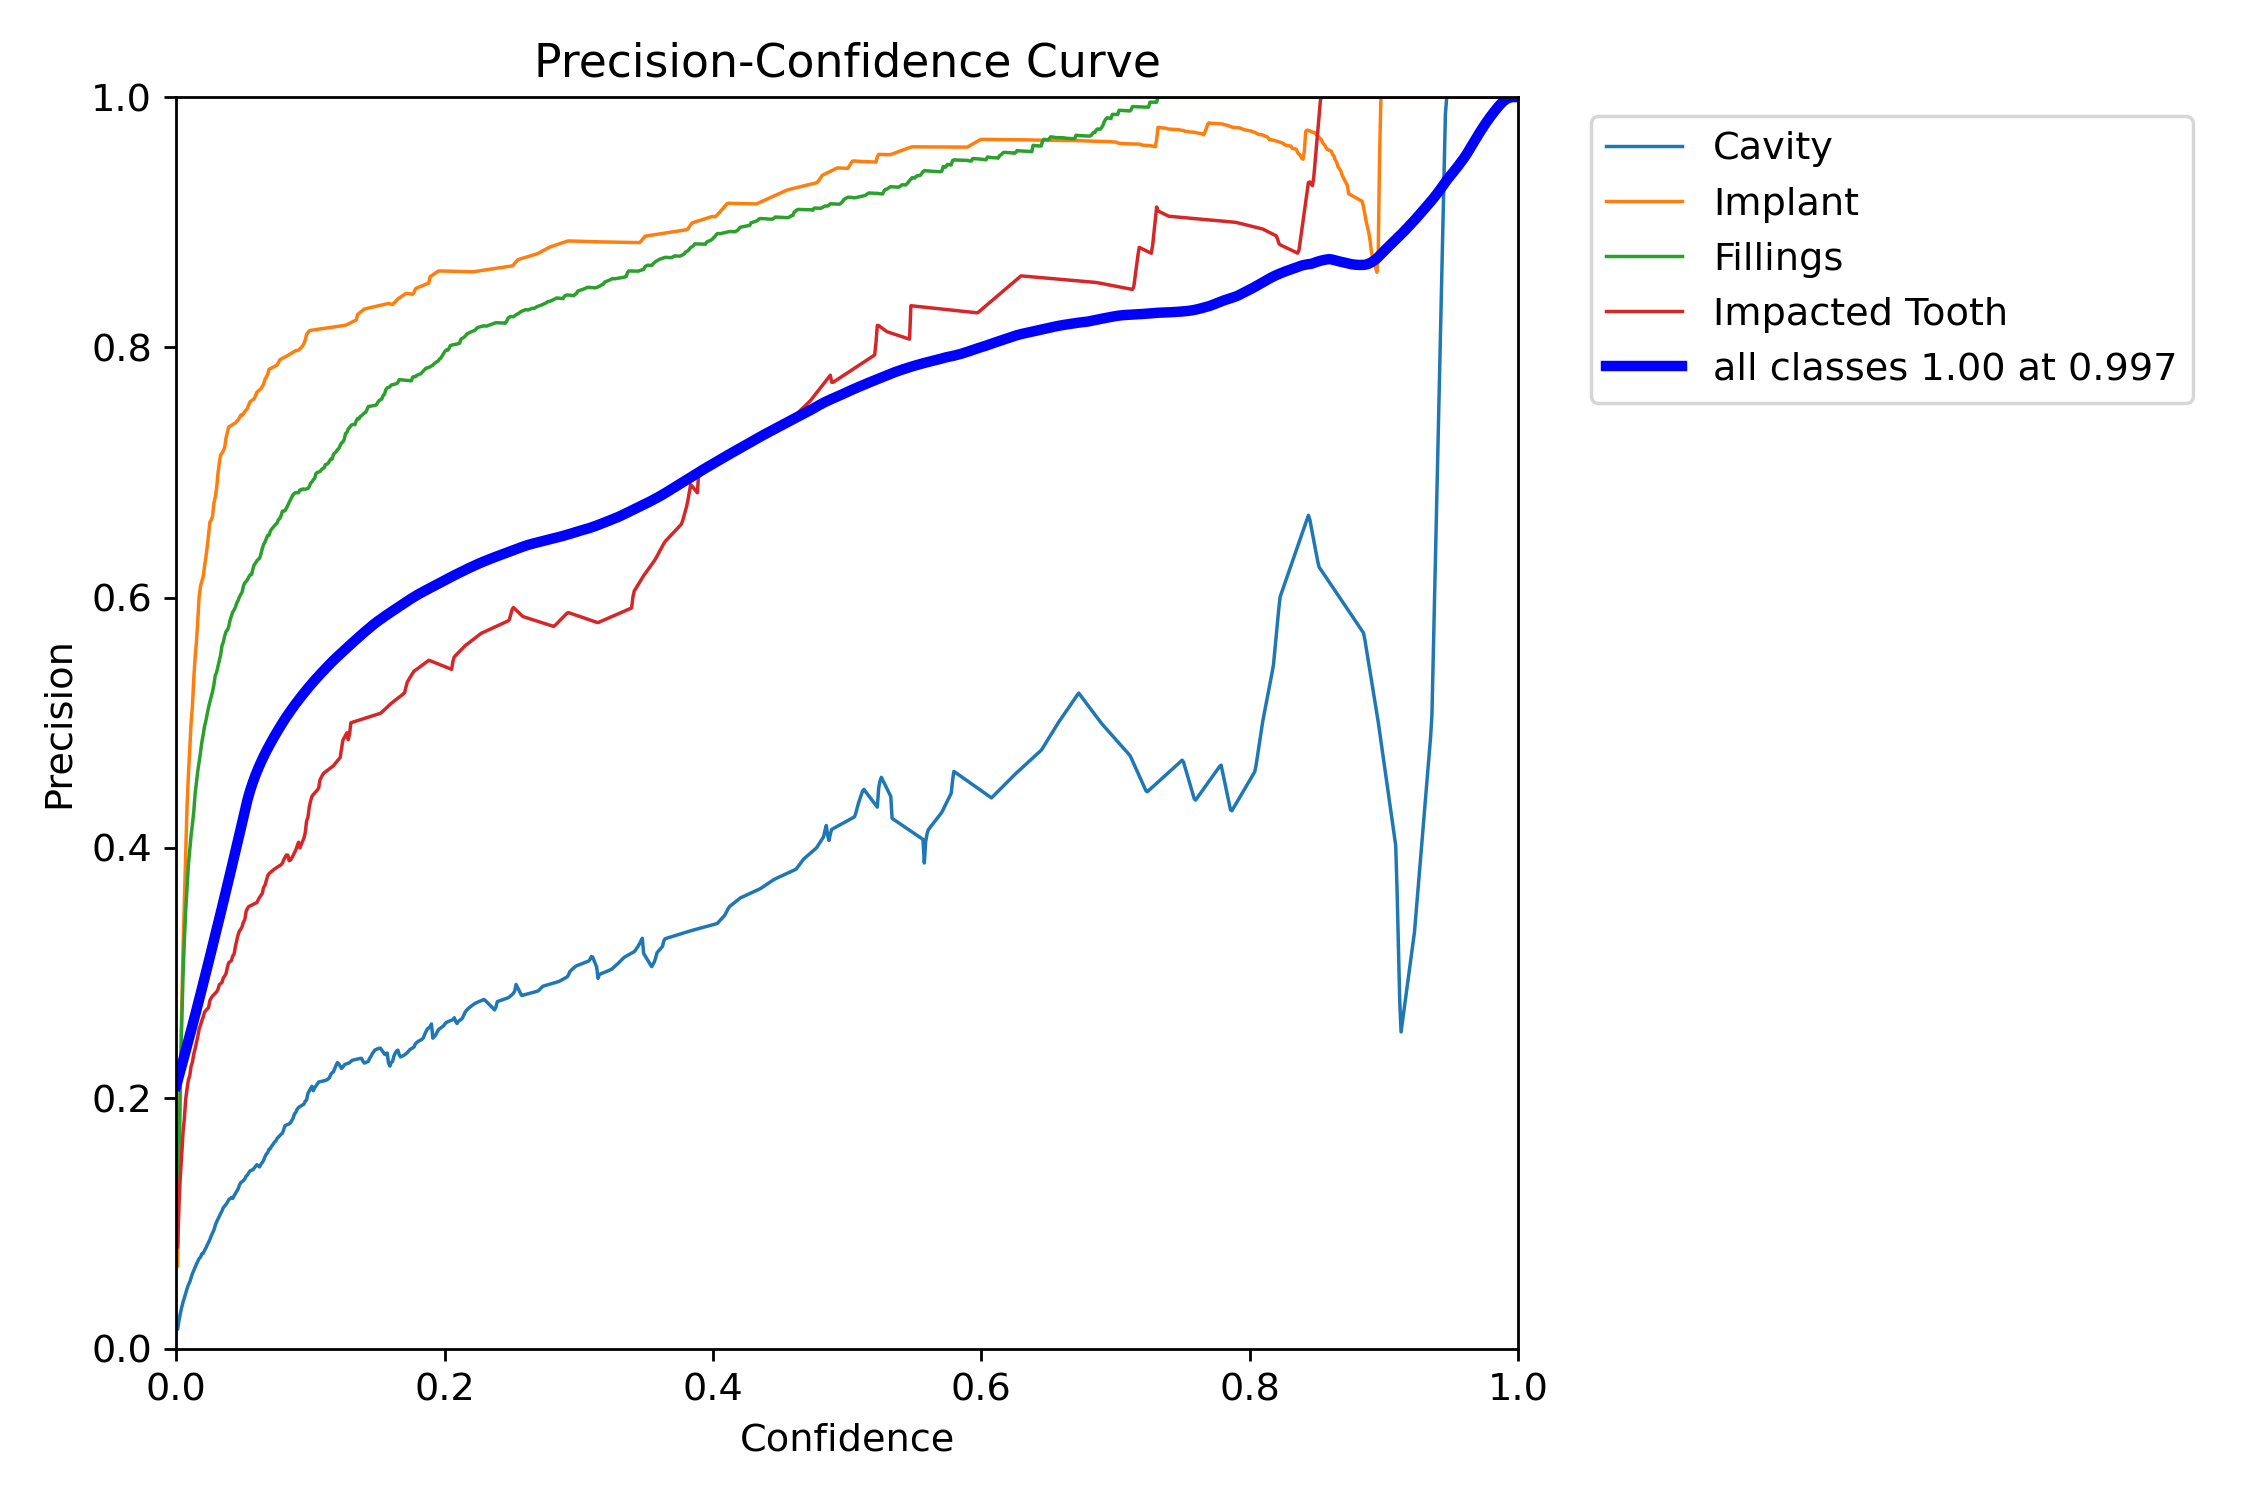 Precision-Confidence Curve
1.0
0.8
0.6
0.4
0.2
0.0
Precision
0.0 0.2 0.4 0.6 0.8 1.0
Confidence
Cavity
Implant
Fillings
Impacted Tooth
all classes 1.00 at 0.997